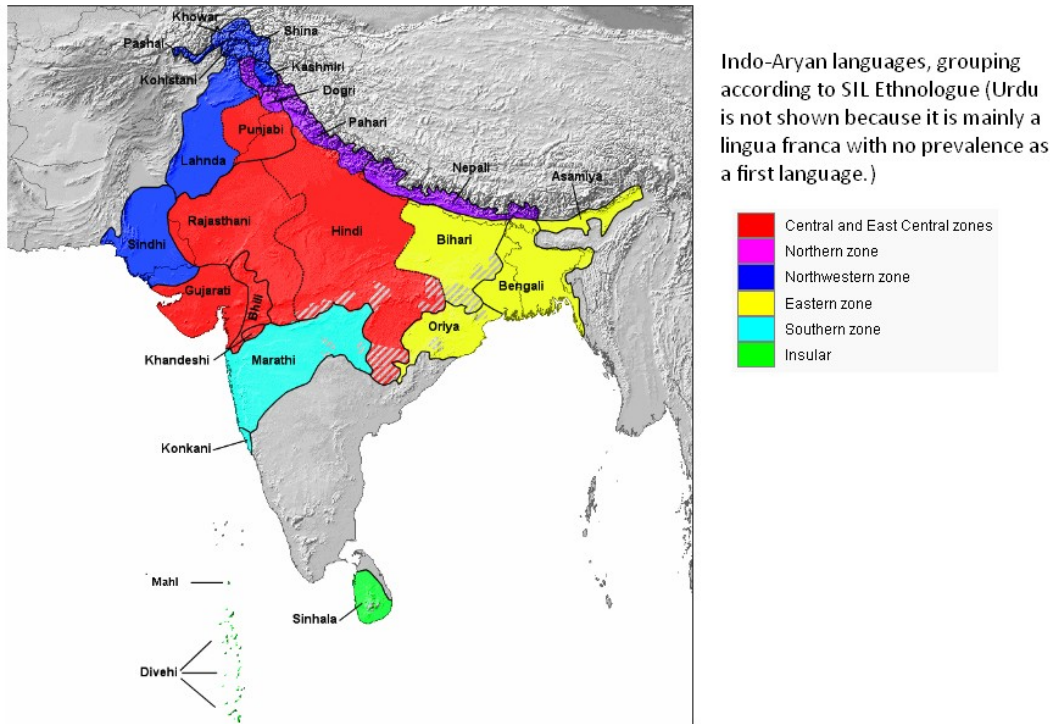 Khowar
Shina
Pashai
Kohistani
Kashmiri
Dogri
Punjabi
Pahari
Lahnda
Nepali
Asamiya
Rajasthani
Hindi
Bihari
Sindhi
Gujarati
Bhili
Bengali
Oriya
Khandeshi
Marathi
Konkani
Mahl
Sinhala
Divehi
Indo-Aryan languages, grouping
according to SIL Ethnologue (Urdu
is not shown because it is mainly a
lingua franca with no prevalence as
a first language.)
Central and East Central zones
Northern zone
Northwestern zone
Eastern zone
Southern zone
Insular